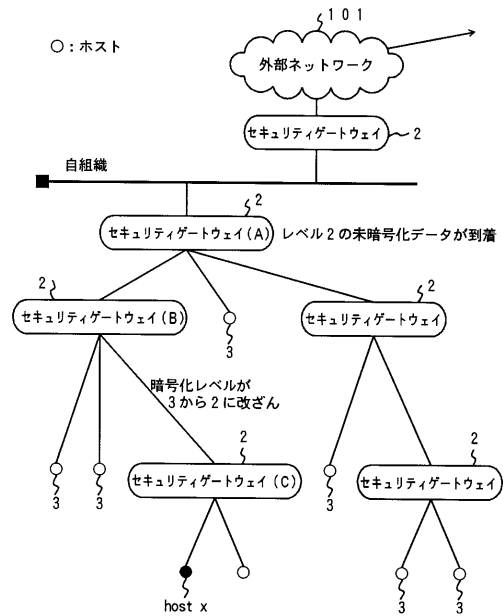 101
○:ホスト
外部ネットワーク
セキュリティゲートウェイ
2
自組織
2
セキュリティゲートウェイ(A)
レベル2の未暗号化データが到着
2
2
セキュリティゲートウェイ(B)
セキュリティゲートウェイ
3
暗号化レベルが
3から2に改ざん
2
2
3
3
セキュリティゲートウェイ(C)
3
セキュリティゲートウェイ
host x
3
3